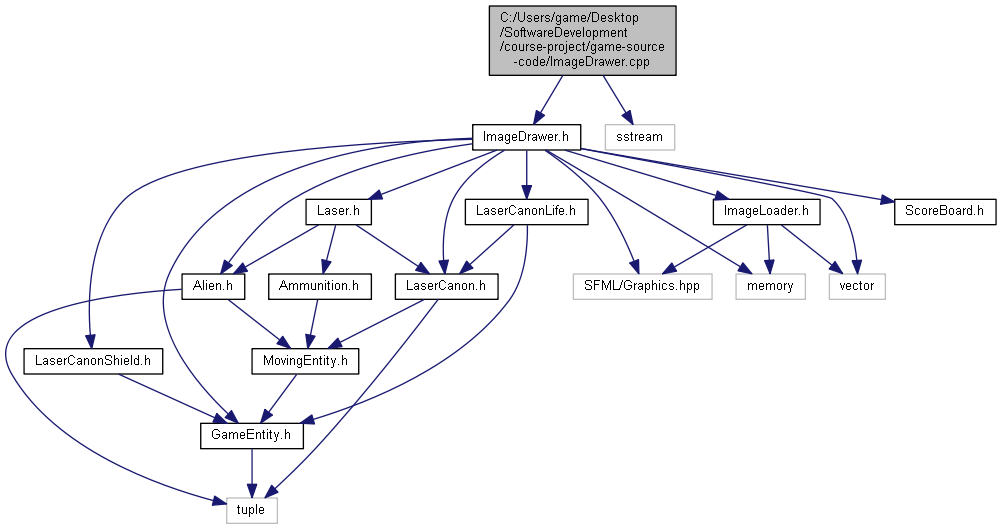 C:/Users/game/Desktop
/SoftwareDevelopment
/course-project/game-source
-code/ImageDrawer.cpp
ImageDrawer.h
sstream
Laser.h
LaserCanonLife.h
ImageLoader.h
ScoreBoard.h
Alien.h
Ammunition.h
LaserCanon.h
SFML/Graphics.hpp
memory
vector
LaserCanonShield.h
MovingEntity.h
GameEntity.h
tuple